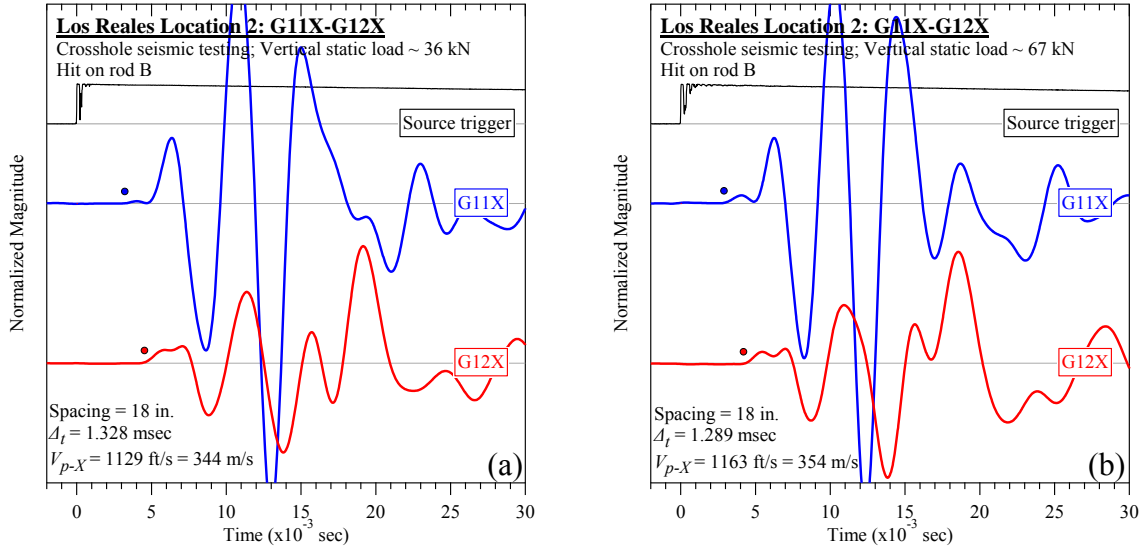 Los Reales Location 2: G11X-G12X
Crosshole seismic testing; Vertical static load ~ 36 kN
Hit on rod B
Source trigger
G11X
G12X
Normalized Magnitude
Spacing = 18 in.
Δt = 1.328 msec
Vp-X = 1129 ft/s = 344 m/s
(a)
0 5 10 15 20 25 30
Time (x10-3 sec)
Los Reales Location 2: G11X-G12X
Crosshole seismic testing; Vertical static load ~ 67 kN
Hit on rod B
Source trigger
G11X
G12X
Normalized Magnitude
Spacing = 18 in.
Δt = 1.289 msec
Vp-X = 1163 ft/s = 354 m/s
(b)
0 5 10 15 20 25 30
Time (x10-3 sec)